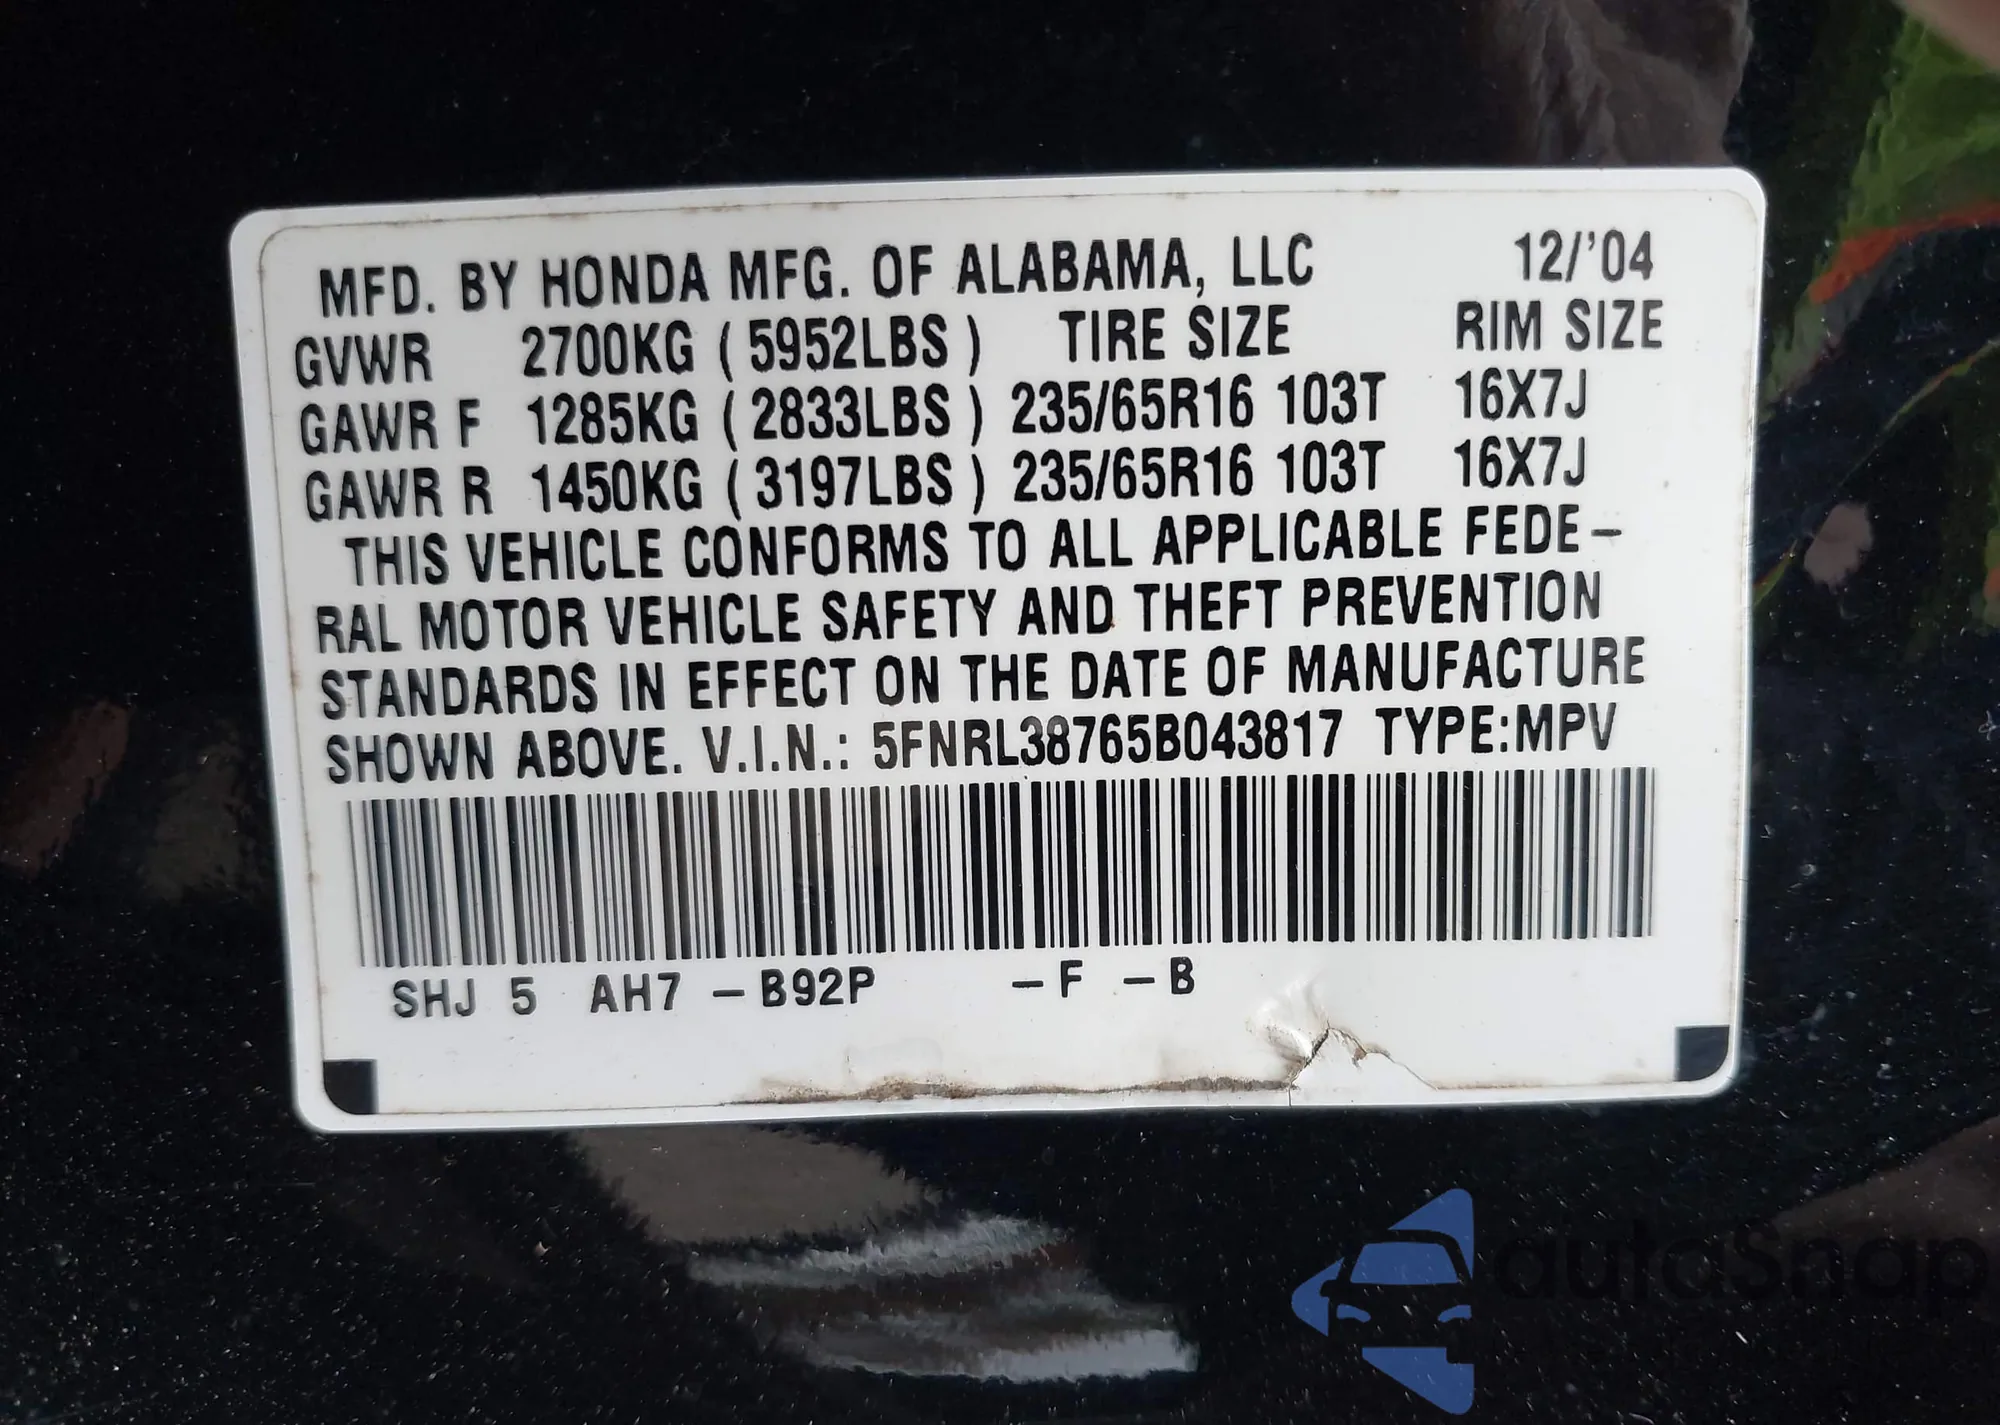 MFD. BY HONDA MFG. OF ALABAMA, LLC 12/'04
GVWR 2700KG ( 5952LBS ) TIRE SIZE RIM SIZE
GAWR F 1285KG ( 2833LBS ) 235/65R16 103T 16X7J
GAWR R 1450KG ( 3197LBS ) 235/65R16 103T 16X7J
THIS VEHICLE CONFORMS TO ALL APPLICABLE FEDE-
RAL MOTOR VEHICLE SAFETY AND THEFT PREVENTION
STANDARDS IN EFFECT ON THE DATE OF MANUFACTURE
SHOWN ABOVE. V.I.N.: 5FNRL38765B043817 TYPE:MPV
SHJ 5 AH7 -B92P -F -B
autaSnap